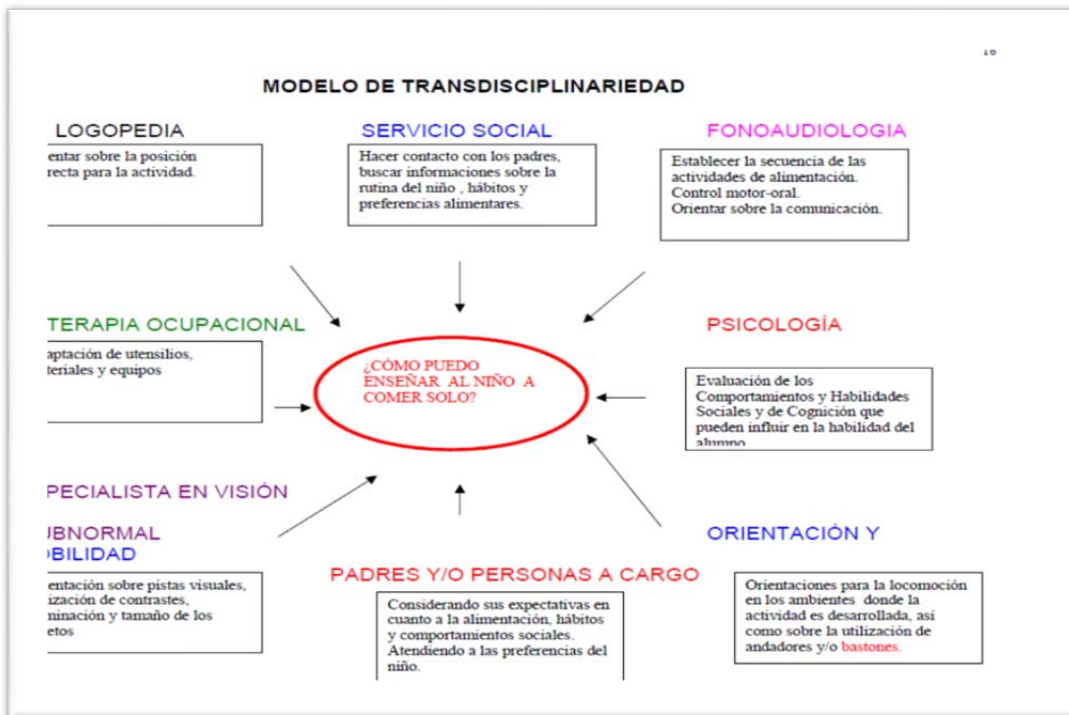 16
MODELO DE TRANSDISCIPLINARIEDAD
LOGOPEDIA
entar sobre la posición
recta para la actividad.
SERVICIO SOCIAL
Hacer contacto con los padres,
buscar informaciones sobre la
rutina del niño , hábitos y
preferencias alimentares.
FONOAUDIOLOGIA
Establecer la secuencia de las
actividades de alimentación.
Control motor-oral.
Orientar sobre la comunicación.
TERAPIA OCUPACIONAL
aptación de utensilios,
teriales y equipos
¿CÓMO PUEDO
ENSEÑAR AL NIÑO A
COMER SOLO?
PSICOLOGÍA
Evaluación de los
Comportamientos y Habilidades
Sociales y de Cognición que
pueden influir en la habilidad del
alumno
PECIALISTA EN VISIÓN
UBNORMAL
OBILIDAD
entación sobre pistas visuales,
ización de contrastes,
minación y tamaño de los
etos
PADRES Y/O PERSONAS A CARGO
Considerando sus expectativas en
cuanto a la alimentación, hábitos
y comportamientos sociales.
Atendiendo a las preferencias del
niño.
ORIENTACIÓN Y
Orientaciones para la locomoción
en los ambientes donde la
actividad es desarrollada, así
como sobre la utilización de
andadores y/o bastones.